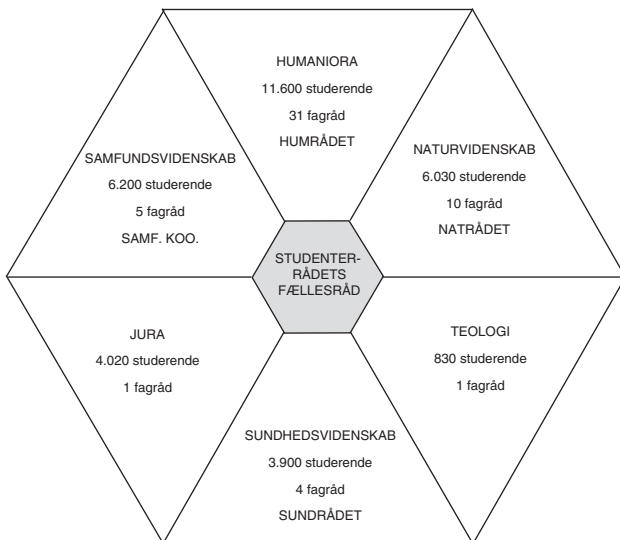 HUMANIORA
11.600 studerende
31 fagråd
HUMRÅDET
SAMFUNDSVIDENSKAB
6.200 studerende
5 fagråd
SAMF. KOO.
NATURVIDENSKAB
6.030 studerende
10 fagråd
NATRÅDET
STUDENTER-
RÅDETS
FÆLLESRÅD
JURA
4.020 studerende
1 fagråd
TEOLOGI
830 studerende
1 fagråd
SUNDHEDSVIDENSKAB
3.900 studerende
4 fagråd
SUNDRÅDET